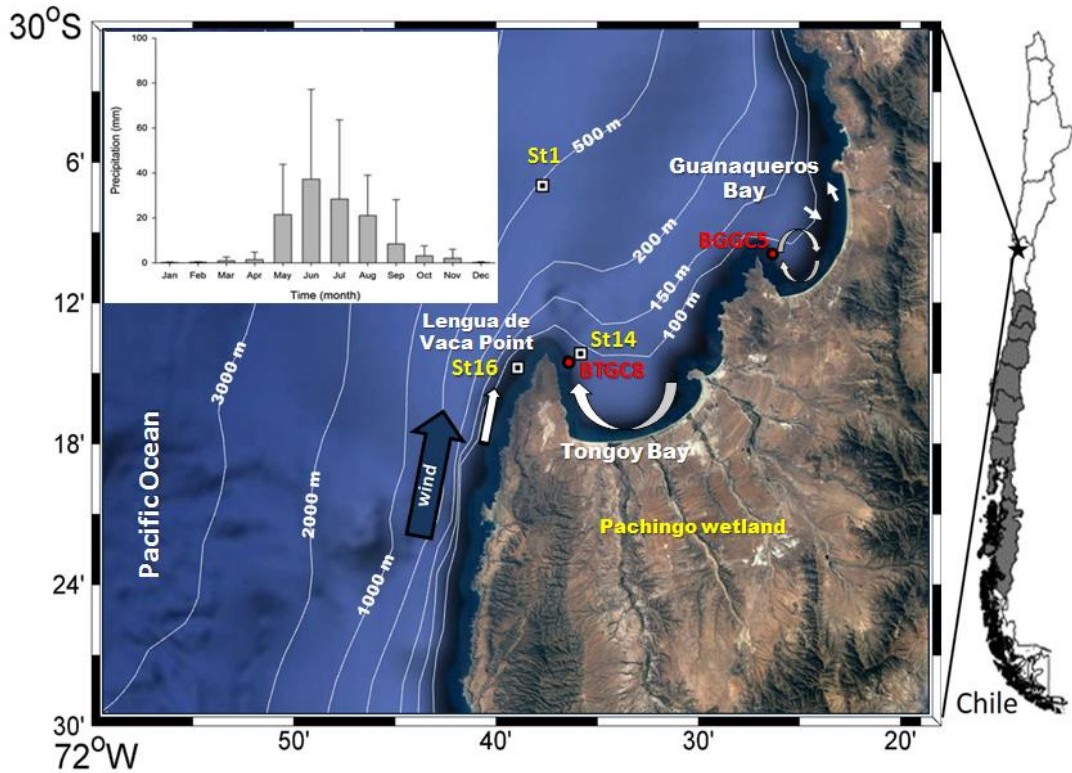 30°S
6'
12'
18'
24'
30'
72°W
50'
40'
30'
20'
Precipitation (mm)
100
80
60
40
20
0
Jan Feb Mar Apr May Jun Jul Aug Sep Oct Nov Dec
Time (month)
500 m
St1
Guanaqueros
Bay
200 m
BGGC5
150 m
100 m
Lengua de
Vaca Point
St14
St16
BTGC8
3000 m
wind
Tongoy Bay
Pacific Ocean
2000 m
Pachingo wetland
1000 m
Chile